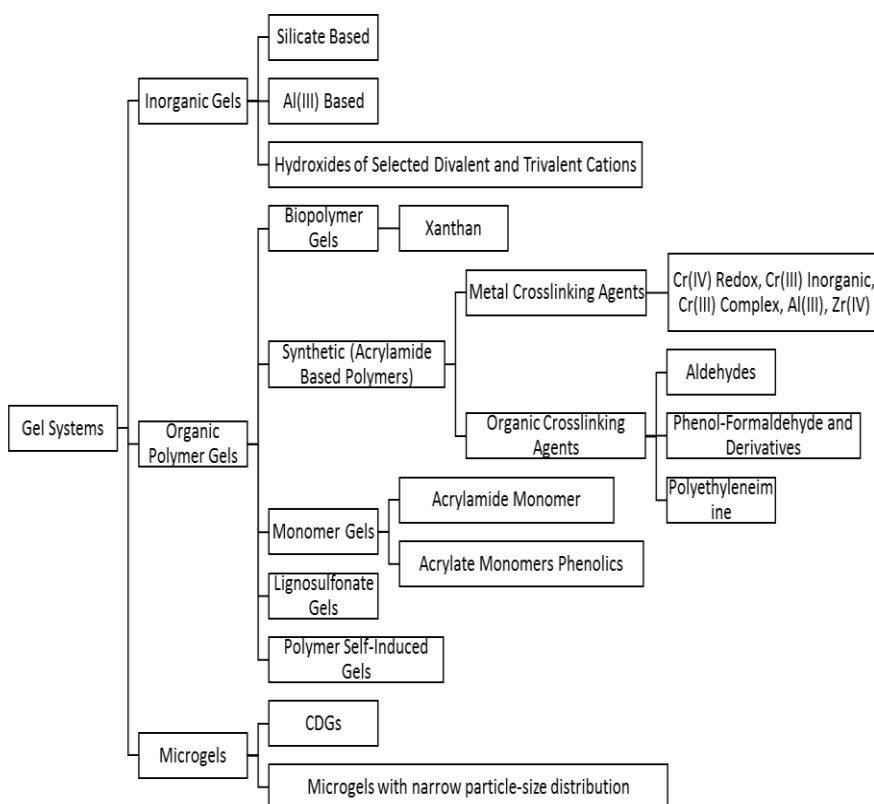 Silicate Based
Inorganic Gels
Al(III) Based
Hydroxides of Selected Divalent and Trivalent Cations
Biopolymer
Gels
Xanthan
Metal Crosslinking Agents
Cr(IV) Redox, Cr(III) Inorganic,
Cr(III) Complex, Al(III), Zr(IV)
Synthetic (Acrylamide
Based Polymers)
Aldehydes
Organic Crosslinking
Agents
Phenol-Formaldehyde and
Derivatives
Polyethyleneim
ine
Gel Systems
Organic
Polymer Gels
Acrylamide Monomer
Monomer Gels
Acrylate Monomers Phenolics
Lignosulfonate
Gels
Polymer Self-Induced
Gels
CDGs
Microgels
Microgels with narrow particle-size distribution